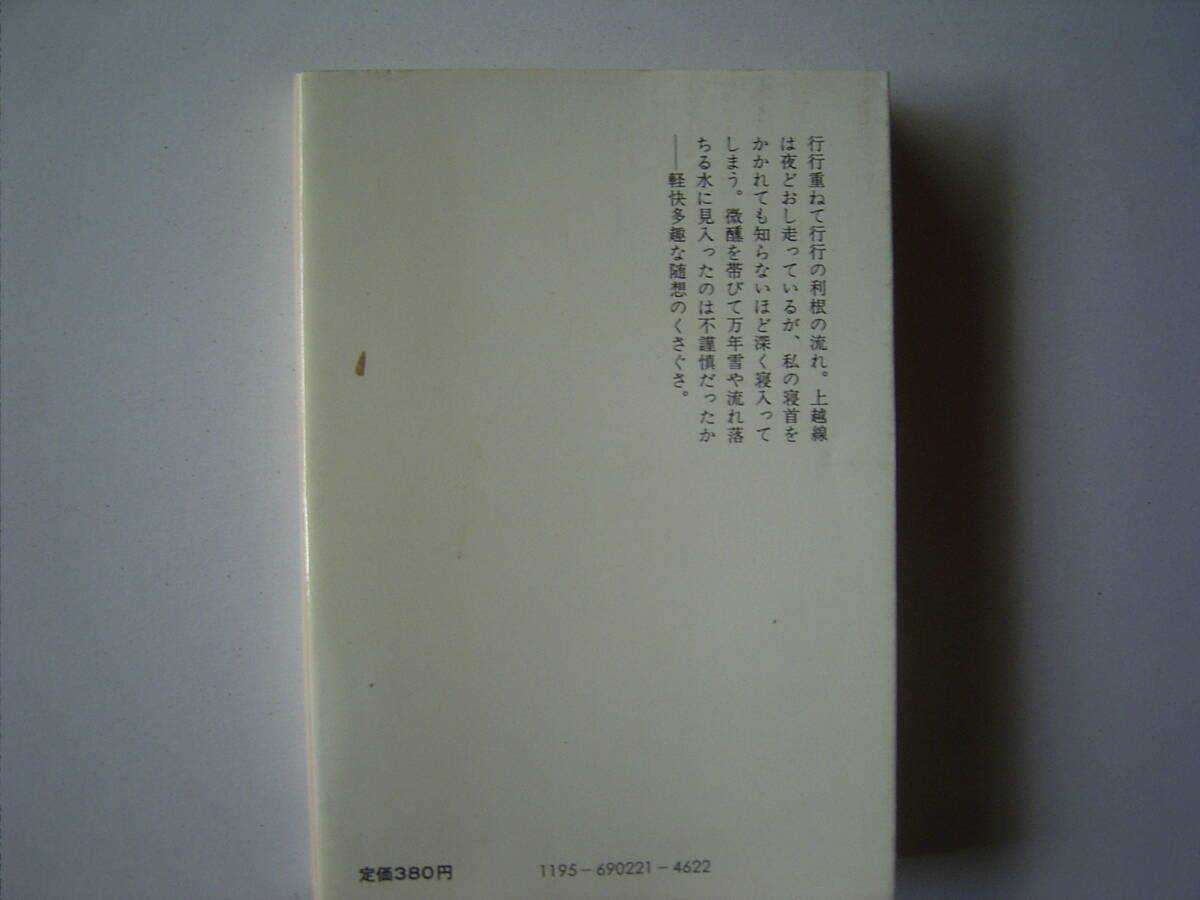 行行重ねて行行の利根の流れ。上越線
は夜どおし走っているが、私の寝首を
かかれても知らないほど深く寝入って
しまう。微醺を帯びて万年雪や流れ落
ちる水に見入ったのは不謹慎だったか
――軽快多趣な随想のくさぐさ。
定価380円
1195-690221-4622